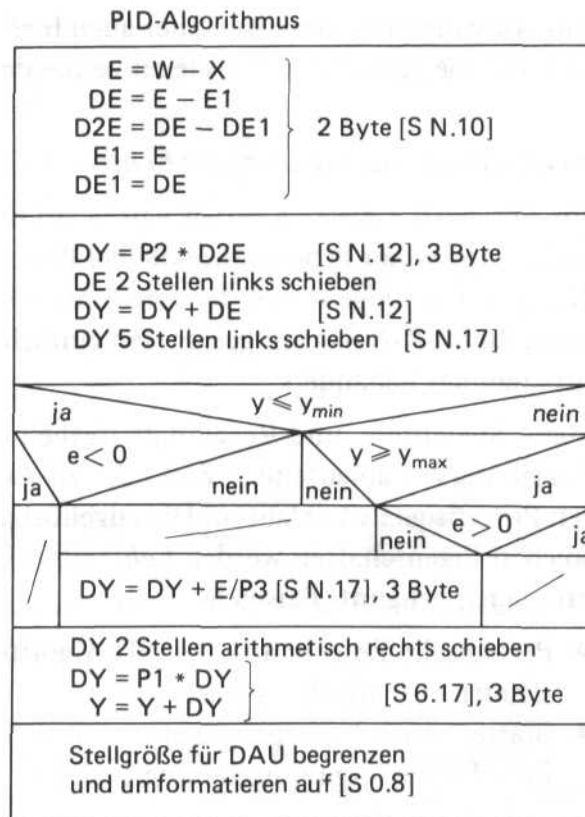 PID-Algorithmus
E = W – X
DE = E – E1
D2E = DE – DE1
E1 = E
DE1 = DE
2 Byte [S N.10]
DY = P2 * D2E [S N.12], 3 Byte
DE 2 Stellen links schieben
DY = DY + DE [S N.12]
DY 5 Stellen links schieben [S N.17]
y ⩽ ymin
ja nein
e < 0 y ⩾ ymax
ja nein nein ja
e > 0
nein ja
DY = DY + E/P3 [S N.17], 3 Byte
DY 2 Stellen arithmetisch rechts schieben
DY = P1 * DY
Y = Y + DY
[S 6.17], 3 Byte
Stellgröße für DAU begrenzen
und umformatieren auf [S 0.8]